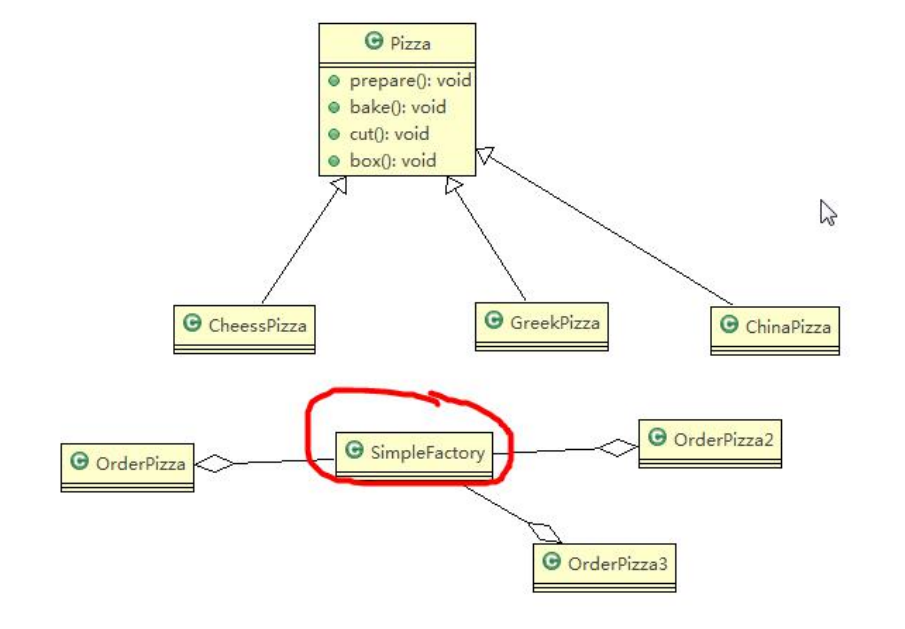 Pizza
prepare(): void
bake(): void
cut(): void
box(): void
CheessPizza
GreekPizza
ChinaPizza
OrderPizza
SimpleFactory
OrderPizza2
OrderPizza3